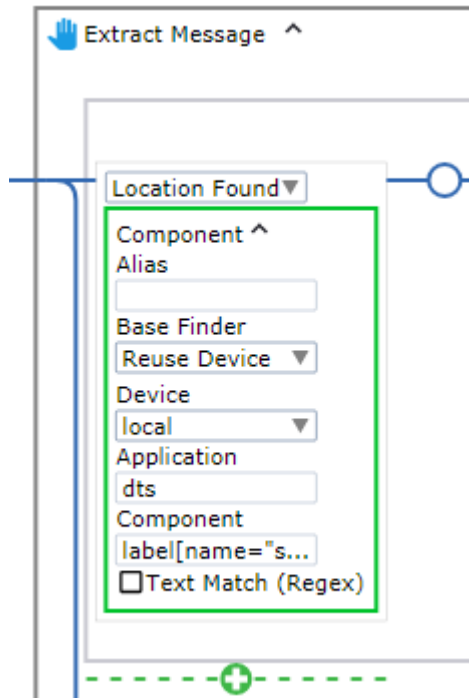 Extract Message
Location Found
Component
Alias
Base Finder
Reuse Device
Device
local
Application
dts
Component
label[name="s...
Text Match (Regex)